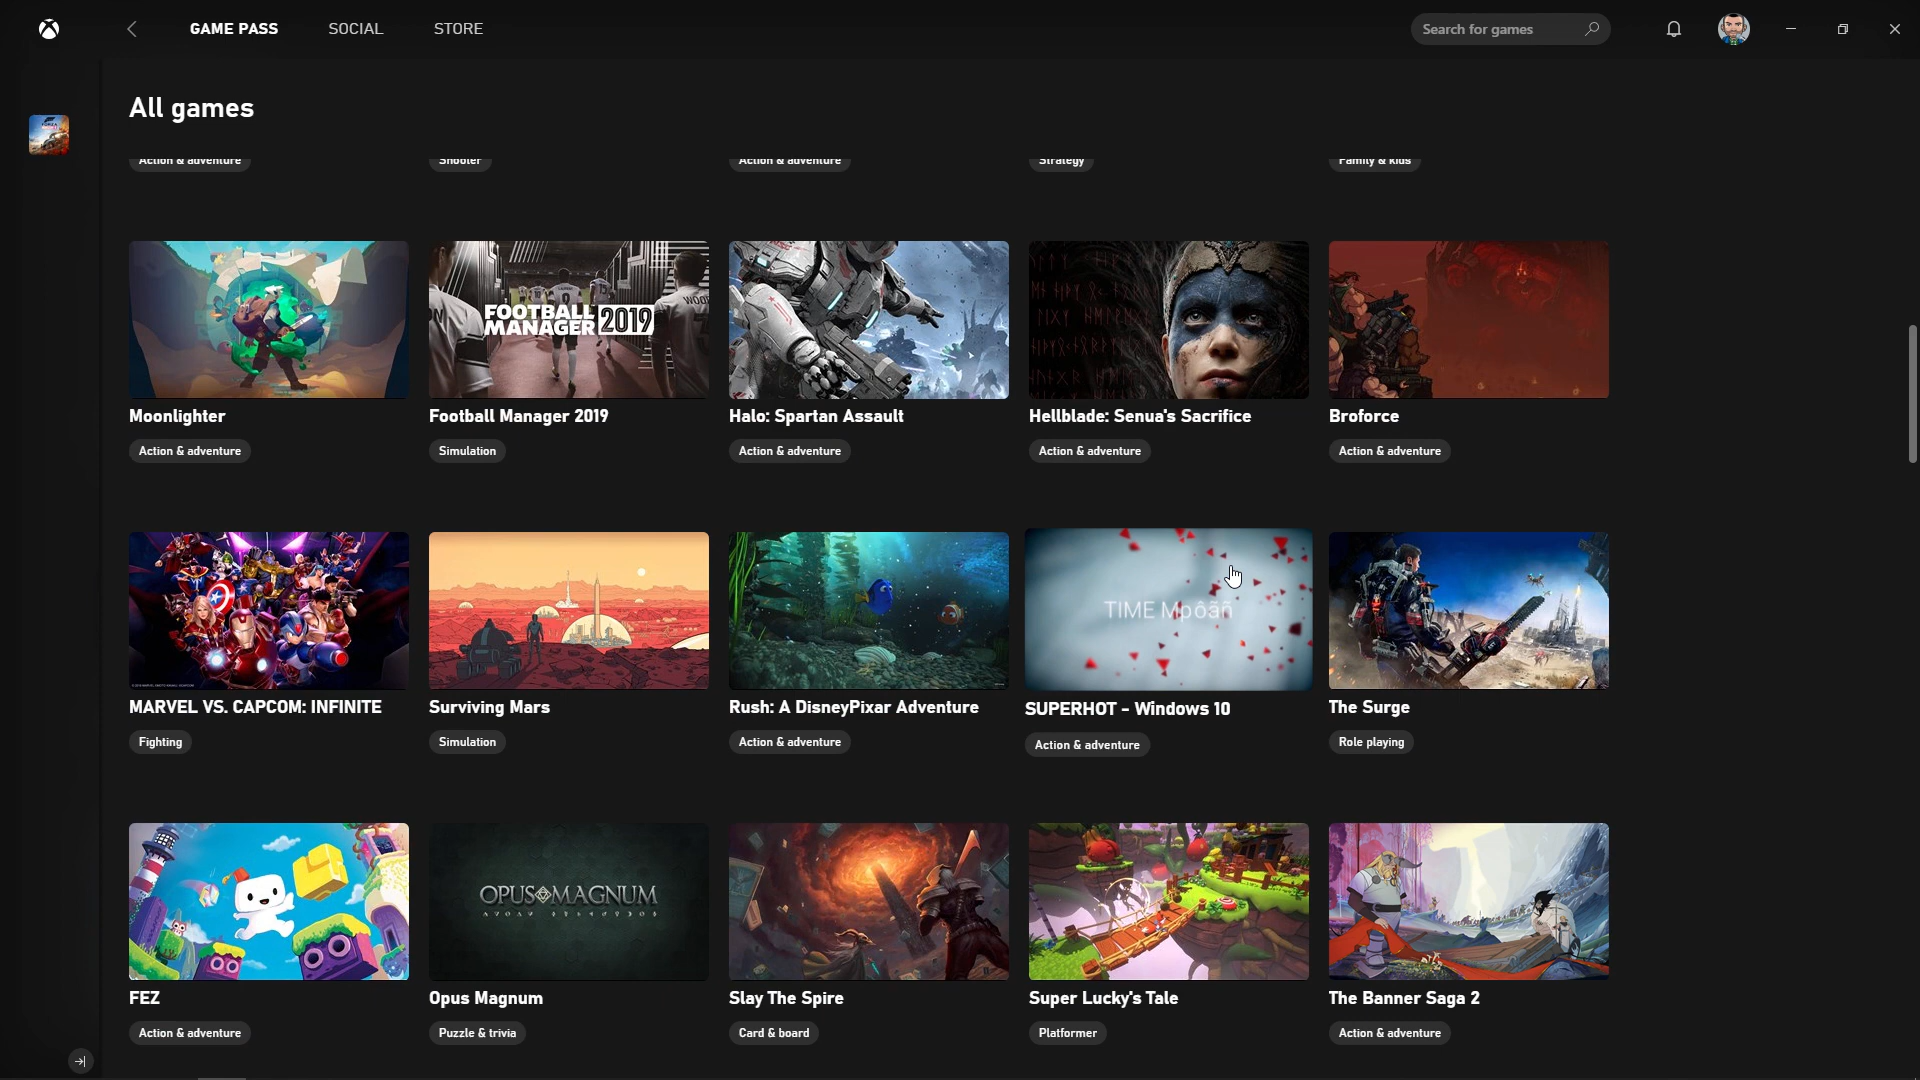 GAME PASS SOCIAL STORE Search for games
All games
Action & adventure Shooter Action & adventure Strategy Family & kids
FOOTBALL
MANAGER 2019
Moonlighter Football Manager 2019 Halo: Spartan Assault Hellblade: Senua's Sacrifice Broforce
Action & adventure Simulation Action & adventure Action & adventure Action & adventure
TIME Mpôãñ
MARVEL VS. CAPCOM: INFINITE Surviving Mars Rush: A DisneyPixar Adventure SUPERHOT - Windows 10 The Surge
Fighting Simulation Action & adventure Action & adventure Role playing
OPUS MAGNUM
FEZ Opus Magnum Slay The Spire Super Lucky's Tale The Banner Saga 2
Action & adventure Puzzle & trivia Card & board Platformer Action & adventure